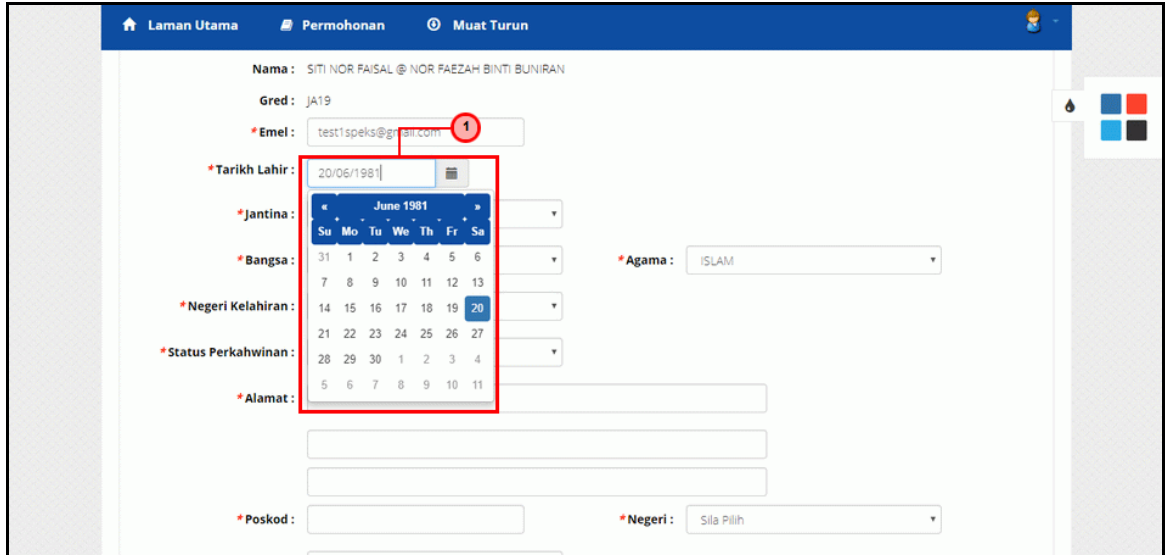 Laman Utama Permohonan Muat Turun
Nama : SITI NOR FAISAL @ NOR FAEZAH BINTI BUNIRAN
Gred : JA19
*Emel : test1speks@gmail.com
1
*Tarikh Lahir : 20/06/1981
« June 1981 »
Su Mo Tu We Th Fr Sa
31 1 2 3 4 5 6
7 8 9 10 11 12 13
14 15 16 17 18 19 20
21 22 23 24 25 26 27
28 29 30 1 2 3 4
5 6 7 8 9 10 11
*Jantina :
*Bangsa : *Agama : ISLAM
*Negeri Kelahiran :
*Status Perkahwinan :
*Alamat :
*Poskod : *Negeri : Sila Pilih